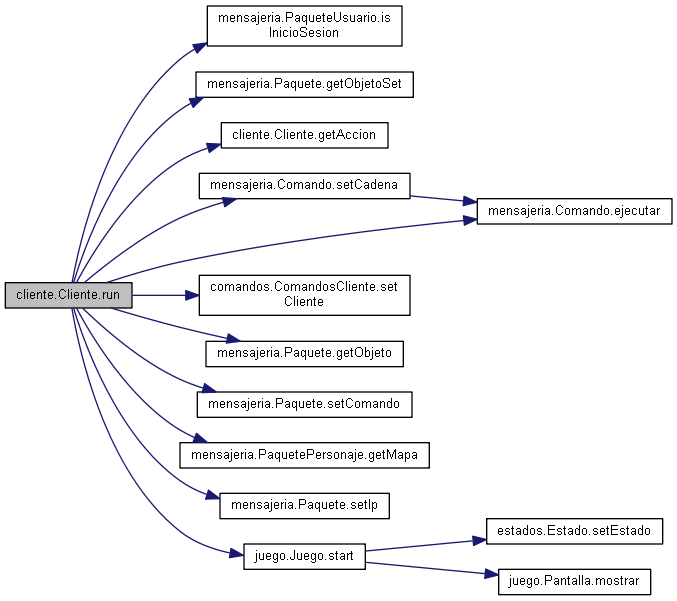 mensajeria.PaqueteUsuario.is
InicioSesion
mensajeria.Paquete.getObjetoSet
cliente.Cliente.getAccion
mensajeria.Comando.setCadena
mensajeria.Comando.ejecutar
cliente.Cliente.run
comandos.ComandosCliente.set
Cliente
mensajeria.Paquete.getObjeto
mensajeria.Paquete.setComando
mensajeria.PaquetePersonaje.getMapa
mensajeria.Paquete.setIp
estados.Estado.setEstado
juego.Juego.start
juego.Pantalla.mostrar